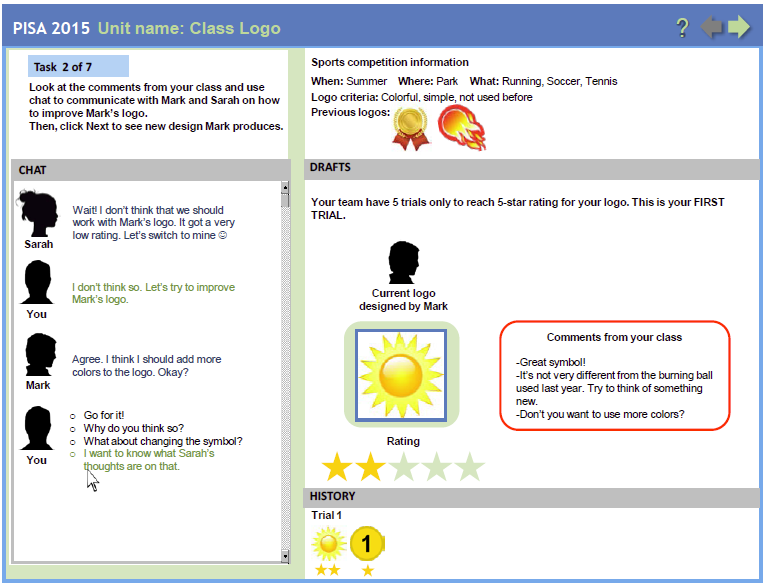 PISA 2015 Unit name: Class Logo
?
Task 2 of 7
Look at the comments from your class and use
chat to communicate with Mark and Sarah on how
to improve Mark's logo.
Then, click Next to see new design Mark produces.
Sports competition information
When: Summer Where: Park What: Running, Soccer, Tennis
Logo criteria: Colorful, simple, not used before
Previous logos:
CHAT
Wait! I don't think that we should
work with Mark's logo. It got a very
low rating. Let's switch to mine ☺
Sarah
I don't think so. Let's try to improve
Mark's logo.
You
Agree. I think I should add more
colors to the logo. Okay?
Mark
o Go for it!
o Why do you think so?
o What about changing the symbol?
o I want to know what Sarah's
thoughts are on that.
You
DRAFTS
Your team have 5 trials only to reach 5-star rating for your logo. This is your FIRST
TRIAL.
Current logo
designed by Mark
Comments from your class
-Great symbol!
-It's not very different from the burning ball
used last year. Try to think of something
new.
-Don't you want to use more colors?
Rating
HISTORY
Trial 1
1